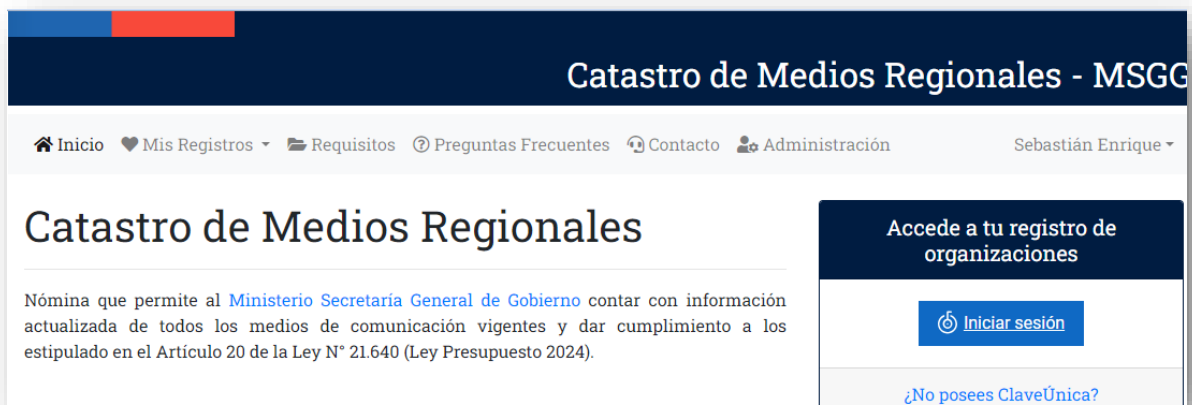 Catastro de Medios Regionales - MSGG
Inicio Mis Registros Requisitos Preguntas Frecuentes Contacto Administración Sebastián Enrique
Catastro de Medios Regionales
Nómina que permite al Ministerio Secretaría General de Gobierno contar con información
actualizada de todos los medios de comunicación vigentes y dar cumplimiento a los
estipulado en el Artículo 20 de la Ley N° 21.640 (Ley Presupuesto 2024).
Accede a tu registro de
organizaciones
Iniciar sesión
¿No posees ClaveÚnica?